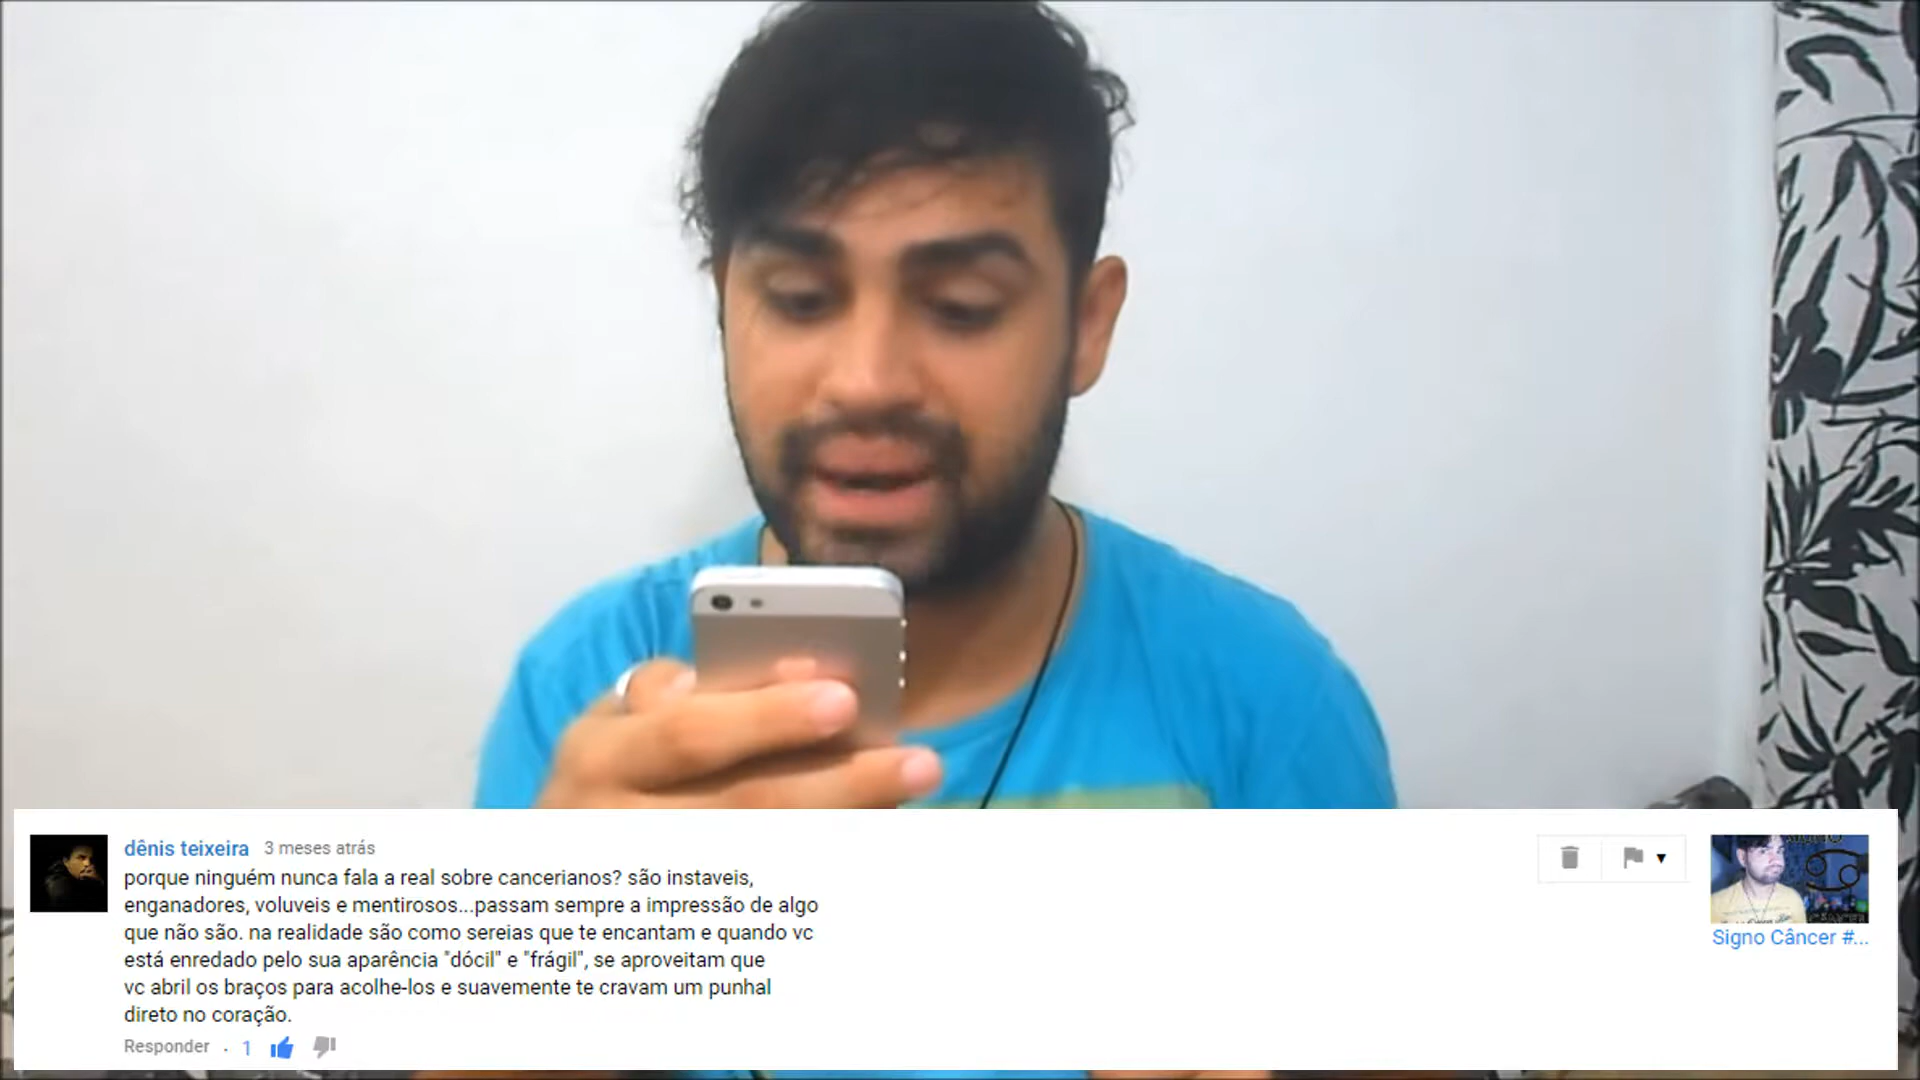 dênis teixeira 3 meses atrás
porque ninguém nunca fala a real sobre cancerianos? são instaveis,
enganadores, voluveis e mentirosos...passam sempre a impressão de algo
que não são. na realidade são como sereias que te encantam e quando vc
está enredado pelo sua aparência "dócil" e "frágil", se aproveitam que
vc abril os braços para acolhe-los e suavemente te cravam um punhal
direto no coração.
Responder · 1
Signo Câncer #...